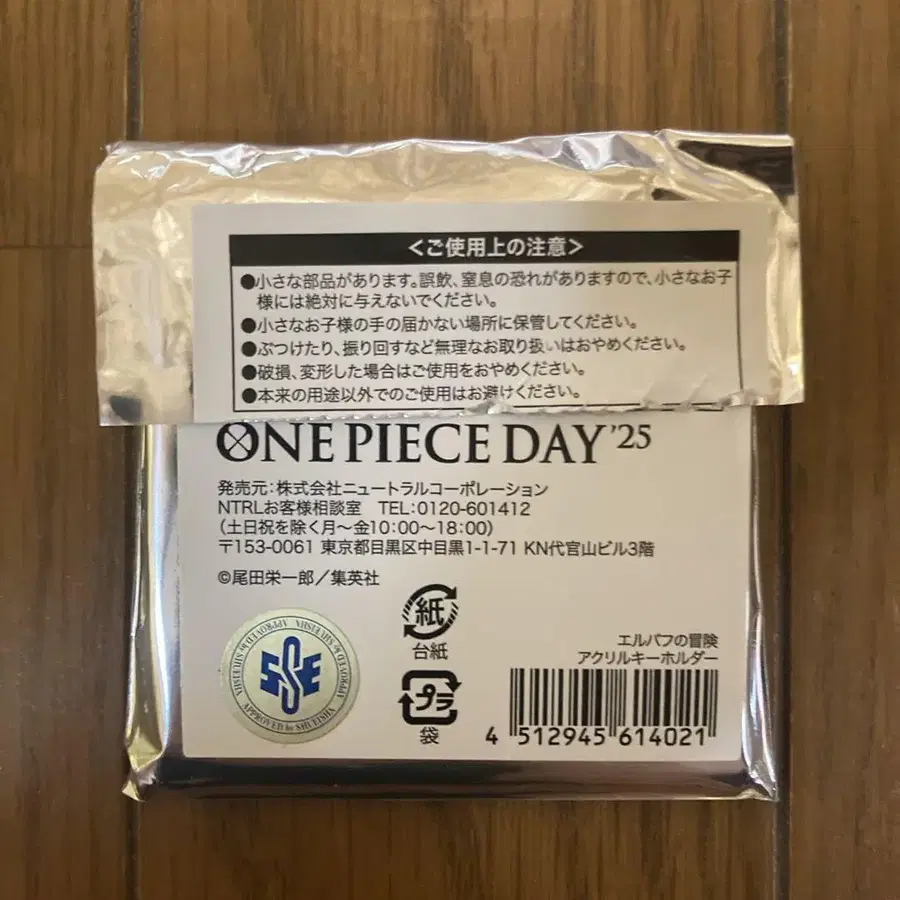 ＜ご使用上の注意＞
●小さな部品があります。誤飲、窒息の恐れがありますので、小さなお子
様には絶対に与えないでください。
●小さなお子様の手の届かない場所に保管してください。
●ぶつけたり、振り回すなど無理なお取り扱いはおやめください。
●破損、変形した場合はご使用をおやめください。
●本来の用途以外でのご使用はお避けください。
ONE PIECE DAY '25
発売元：株式会社ニュートラルコーポレーション
NTRLお客様相談室　TEL：0120-601412
（土日祝を除く月～金10：00～18：00）
〒153-0061 東京都目黒区中目黒1-1-71 KN代官山ビル3階
©尾田栄一郎／集英社
APPROVED by SHUEISHA
APPROVED by SHUEISHA
APPROVED by SHUEISHA
SSE
紙
台紙
プラ
袋
エルバフの冒険
アクリルキーホルダー
4 512945 614021